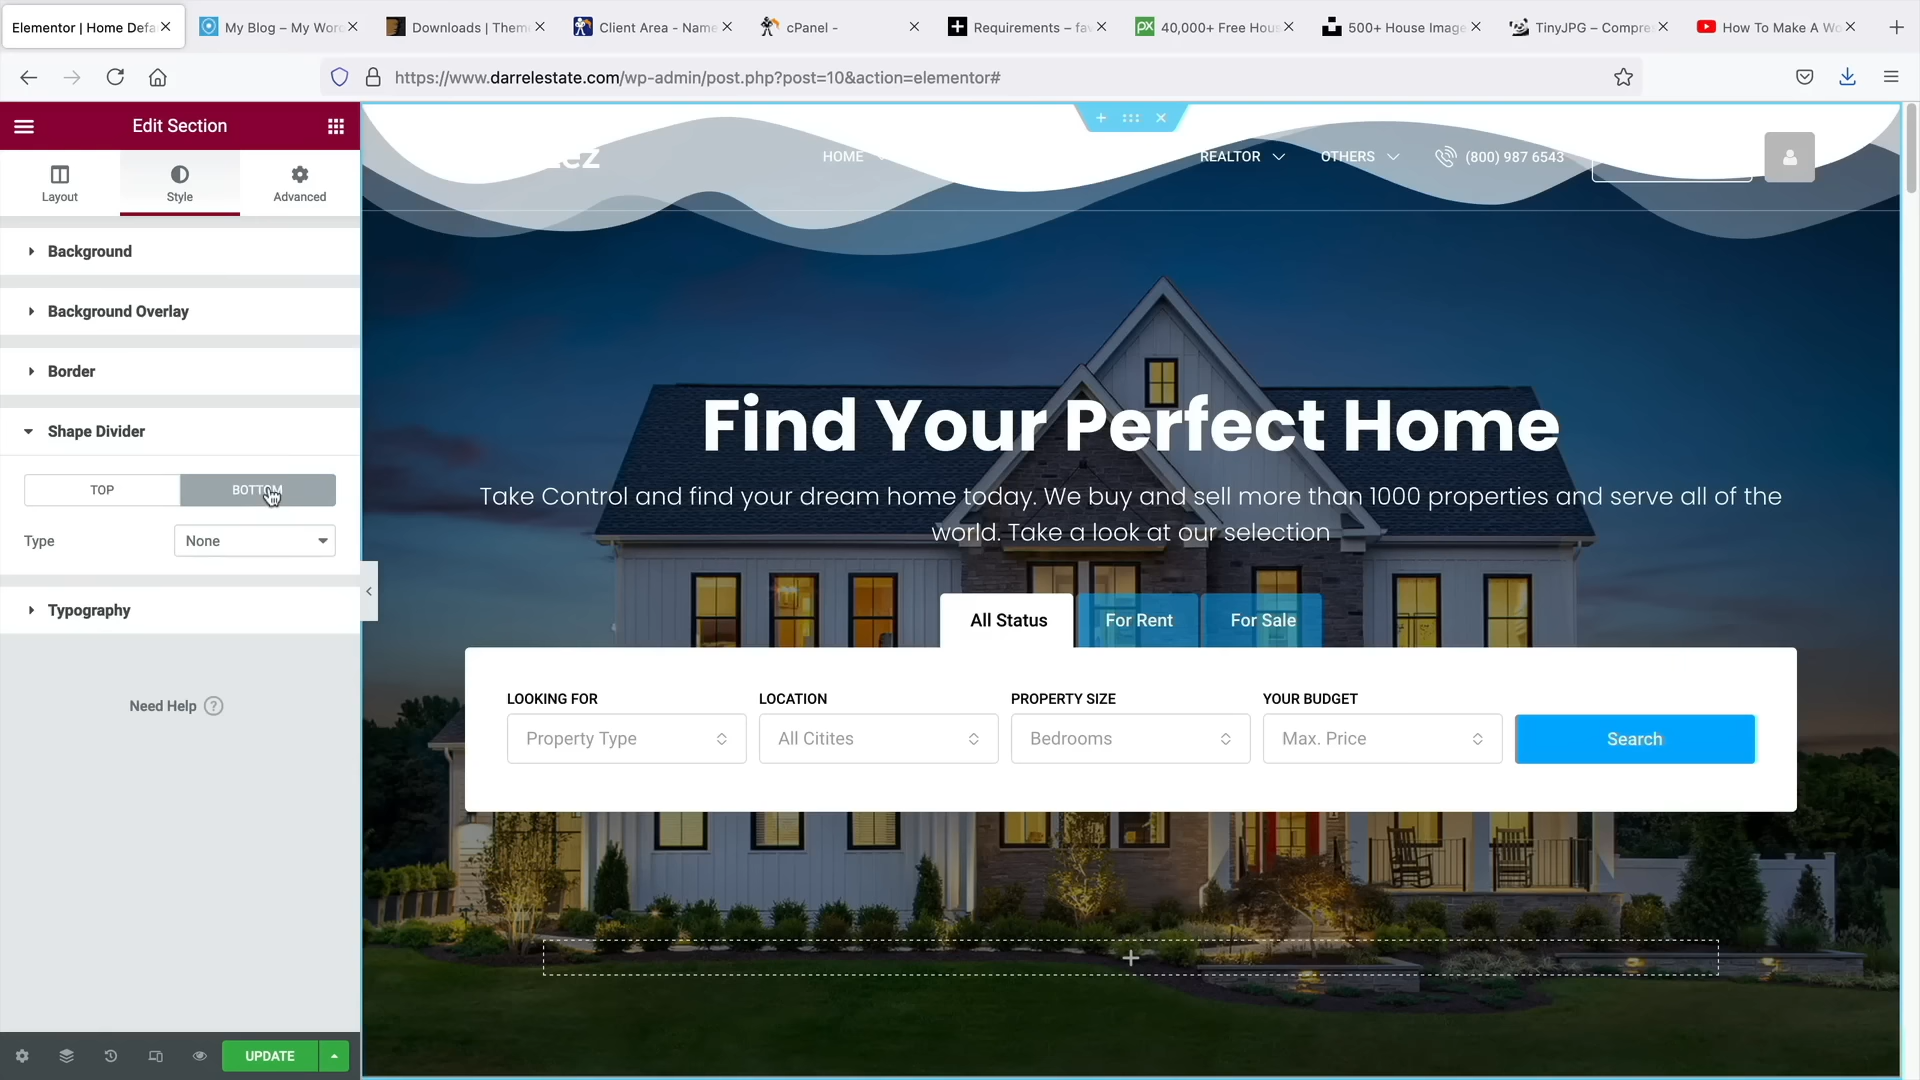 Elementor | Home Defa
My Blog – My Wor
Downloads | Them
Client Area - Name
cPanel -
Requirements – fav
40,000+ Free Hou
500+ House Image
TinyJPG – Compre
How To Make A Wo
https://www.darrelestate.com/wp-admin/post.php?post=10&action=elementor#
Edit Section
Layout
Style
Advanced
Background
Background Overlay
Border
Shape Divider
TOP
BOTTOM
Type
None
Typography
Need Help ?
UPDATE
HOME
REALTOR
OTHERS
(800) 987 6543
Find Your Perfect Home
Take Control and find your dream home today. We buy and sell more than 1000 properties and serve all of the
world. Take a look at our selection
All Status
For Rent
For Sale
LOOKING FOR
LOCATION
PROPERTY SIZE
YOUR BUDGET
Property Type
All Citites
Bedrooms
Max. Price
Search